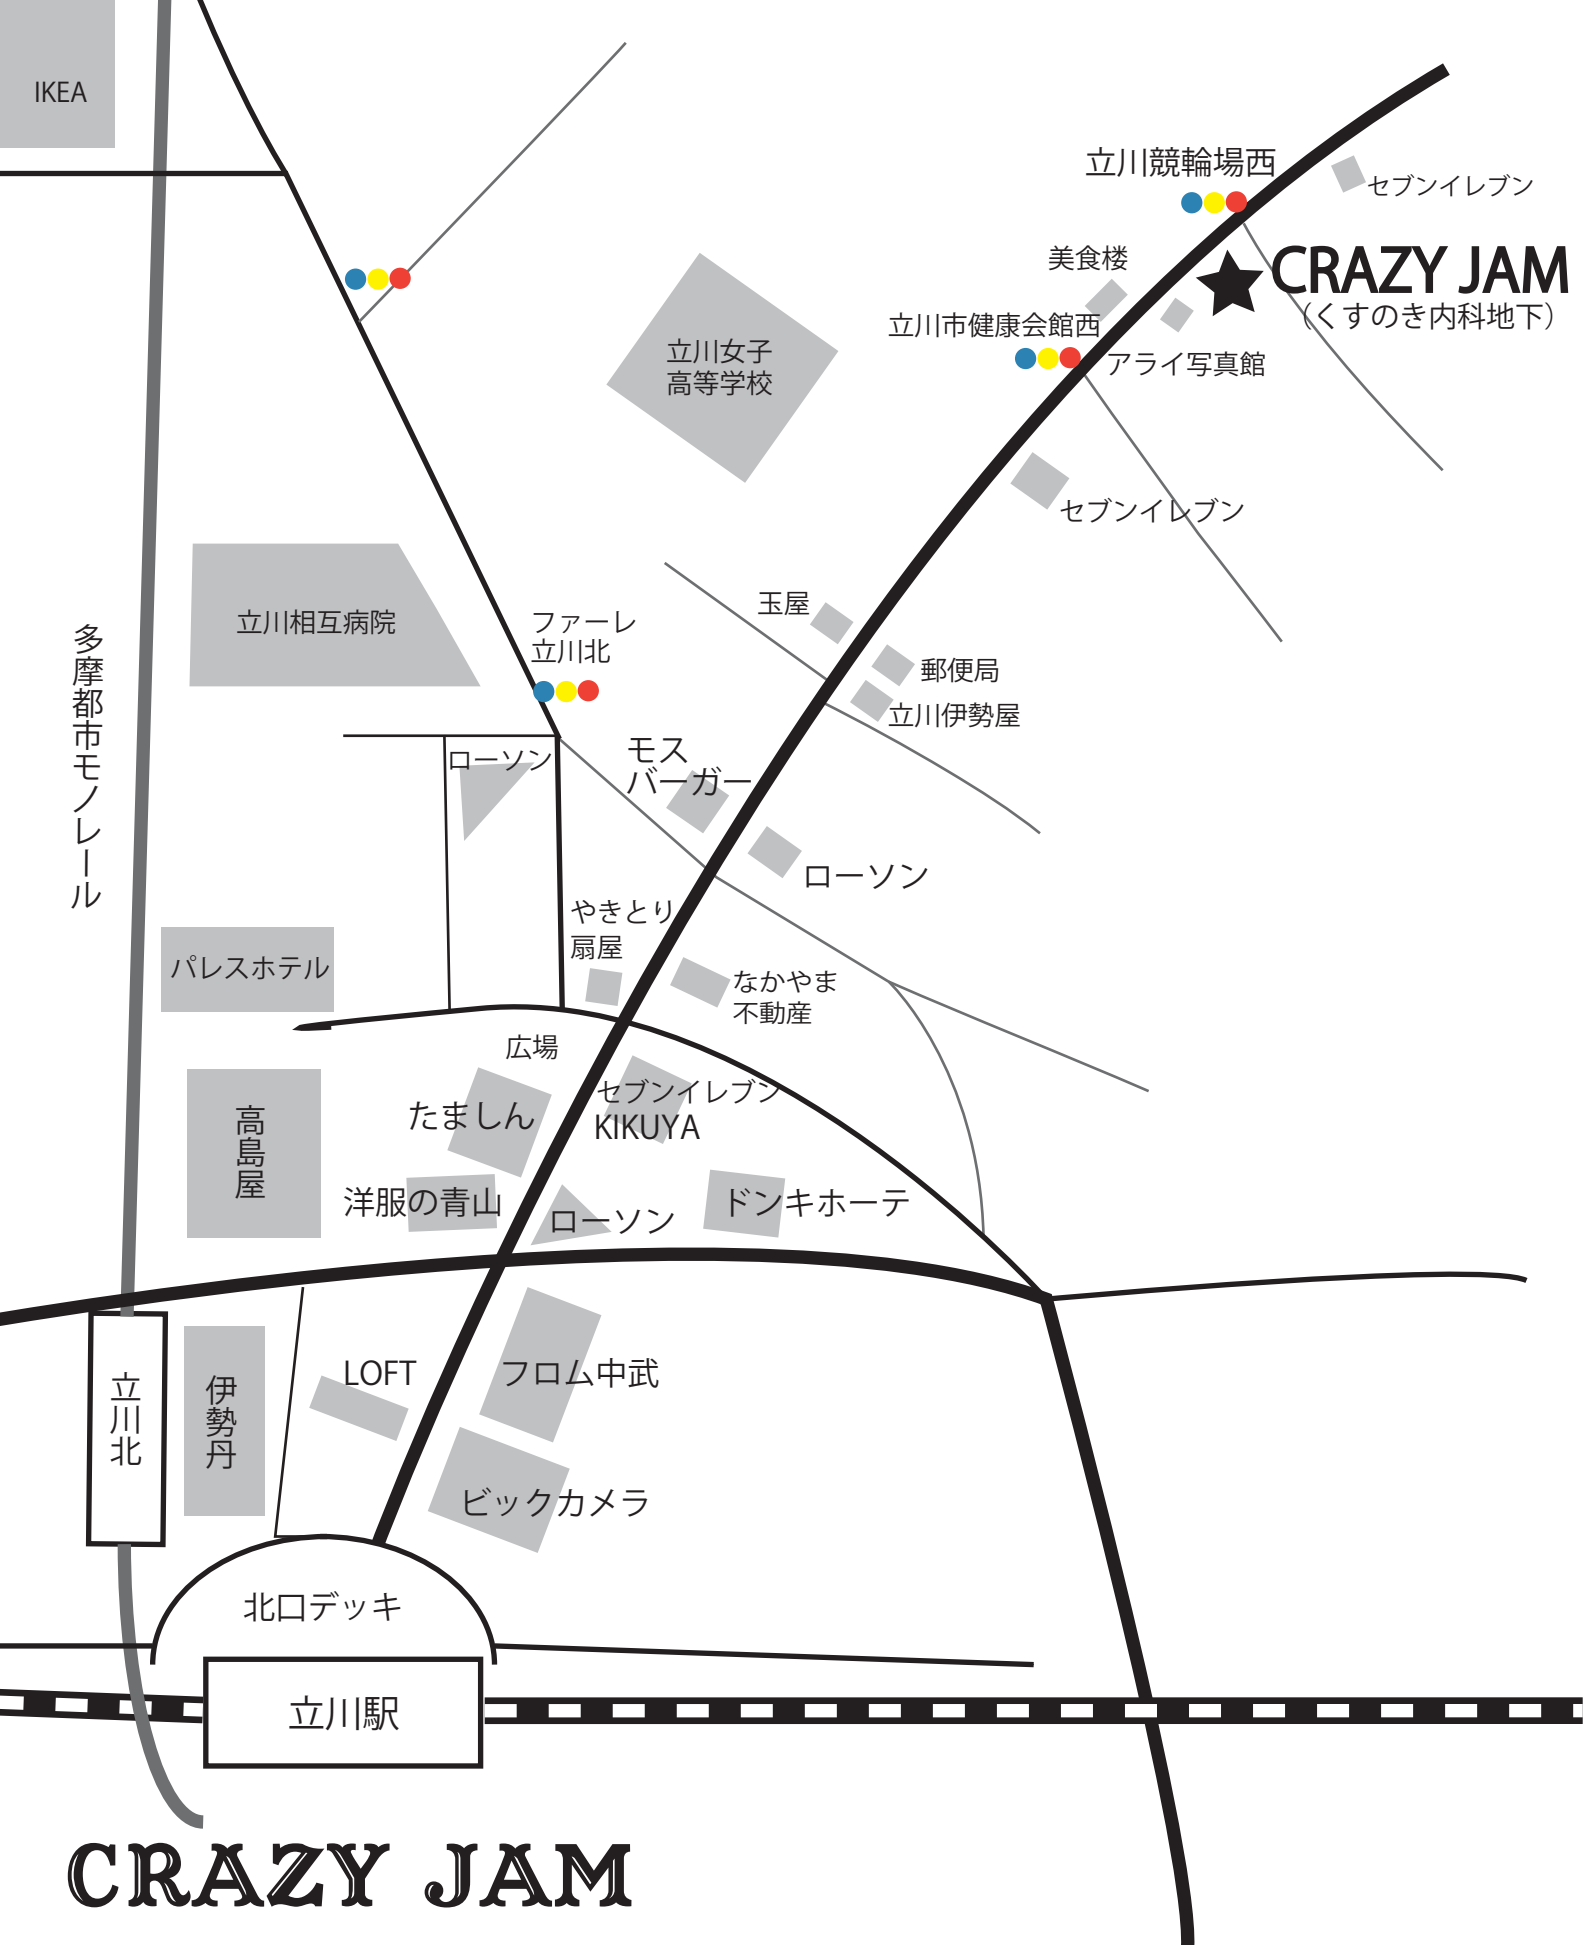 IKEA
立川競輪場西
セブンイレブン
美食楼
CRAZY JAM
（くすのき内科地下）
立川市健康会館西
アライ写真館
立川女子
高等学校
セブンイレブン
玉屋
立川相互病院
ファーレ
立川北
多摩都市モノレール
郵便局
立川伊勢屋
モス
バーガー
ローソン
ローソン
やきとり
扇屋
パレスホテル
なかやま
不動産
広場
セブンイレブン
KIKUYA
たましん
高島屋
洋服の青山
ローソン
ドンキホーテ
LOFT
フロム中武
立川北
伊勢丹
ビックカメラ
北口デッキ
立川駅
CRAZY JAM